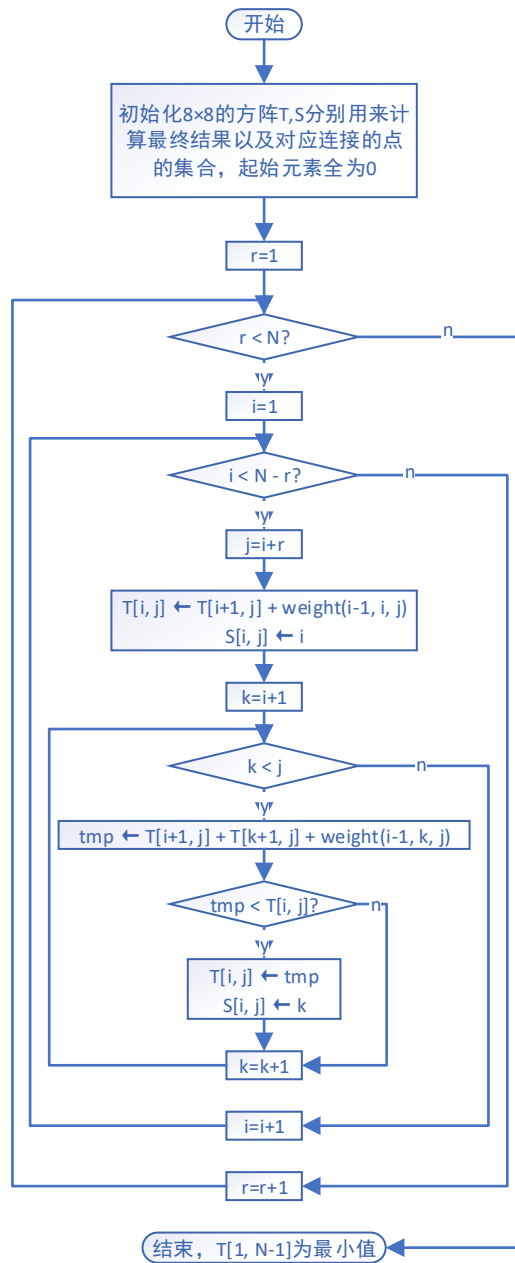 开始
初始化8×8的方阵T,S分别用来计
算最终结果以及对应连接的点
的集合，起始元素全为0
r=1
r < N?
n
y
i=1
i < N - r?
n
y
j=i+r
T[i, j] ← T[i+1, j] + weight(i-1, i, j)
S[i, j] ← i
k=i+1
k < j
n
y
tmp ← T[i+1, j] + T[k+1, j] + weight(i-1, k, j)
tmp < T[i, j]?
n
y
T[i, j] ← tmp
S[i, j] ← k
k=k+1
i=i+1
r=r+1
结束，T[1, N-1]为最小值